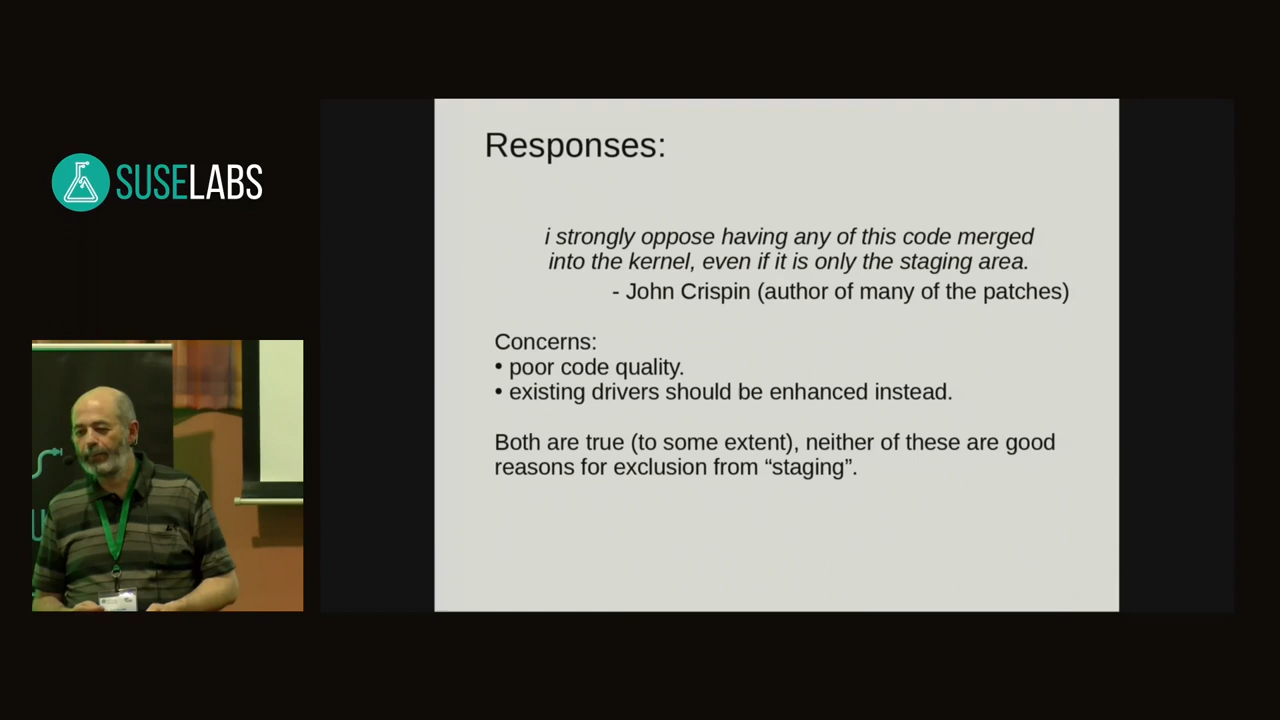 SUSELABS
Responses:
i strongly oppose having any of this code merged
into the kernel, even if it is only the staging area.
- John Crispin (author of many of the patches)
Concerns:
• poor code quality.
• existing drivers should be enhanced instead.
Both are true (to some extent), neither of these are good
reasons for exclusion from “staging”.